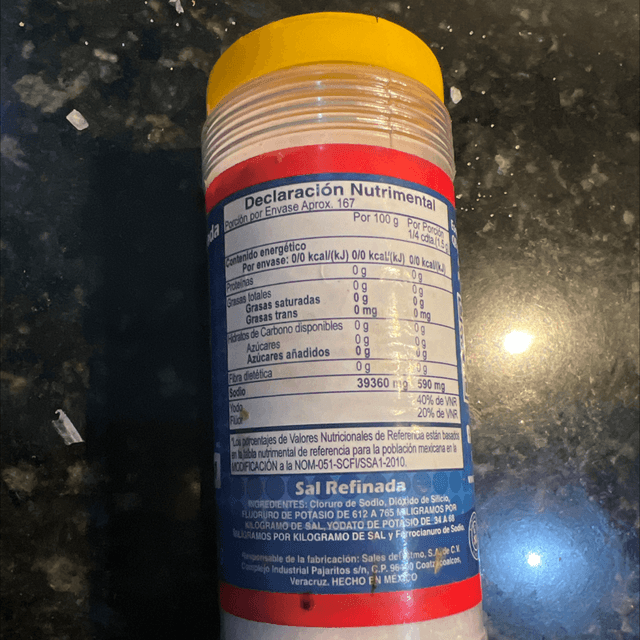 Declaración Nutrimental
Porción por Envase Aprox. 167
Por 100 g Por Porción
1/4 cdta.(1.5 g)
Contenido energético
Por envase: 0/0 kcal/(kJ) 0/0 kcal/(kJ) 0/0 kcal/(kJ)
Proteínas 0 g 0 g
Grasas totales 0 g 0 g
Grasas saturadas 0 g 0 g
Grasas trans 0 mg 0 mg
Hidratos de Carbono disponibles 0 g 0 g
Azúcares 0 g 0 g
Azúcares añadidos 0 g 0 g
Fibra dietética 0 g 0 g
Sodio 39360 mg 590 mg
Yodo 40% de VNR
Flúor 20% de VNR
*Los porcentajes de Valores Nutricionales de Referencia están basados
en la tabla nutrimental de referencia para la población mexicana en la
MODIFICACIÓN a la NOM-051-SCFI/SSA1-2010.
Sal Refinada
INGREDIENTES: Cloruro de Sodio, Dióxido de Silicio,
FLUORURO DE POTASIO DE 612 A 765 MILIGRAMOS POR
KILOGRAMO DE SAL, YODATO DE POTASIO DE 34 A 60
MILIGRAMOS POR KILOGRAMO DE SAL y Ferrocianuro de Sodio
Responsable de la fabricación: Sales del Istmo, S.A. de C.V.
Complejo Industrial Pajaritos s/n, C.P. Coatzacoalcos,
Veracruz. HECHO EN MÉXICO